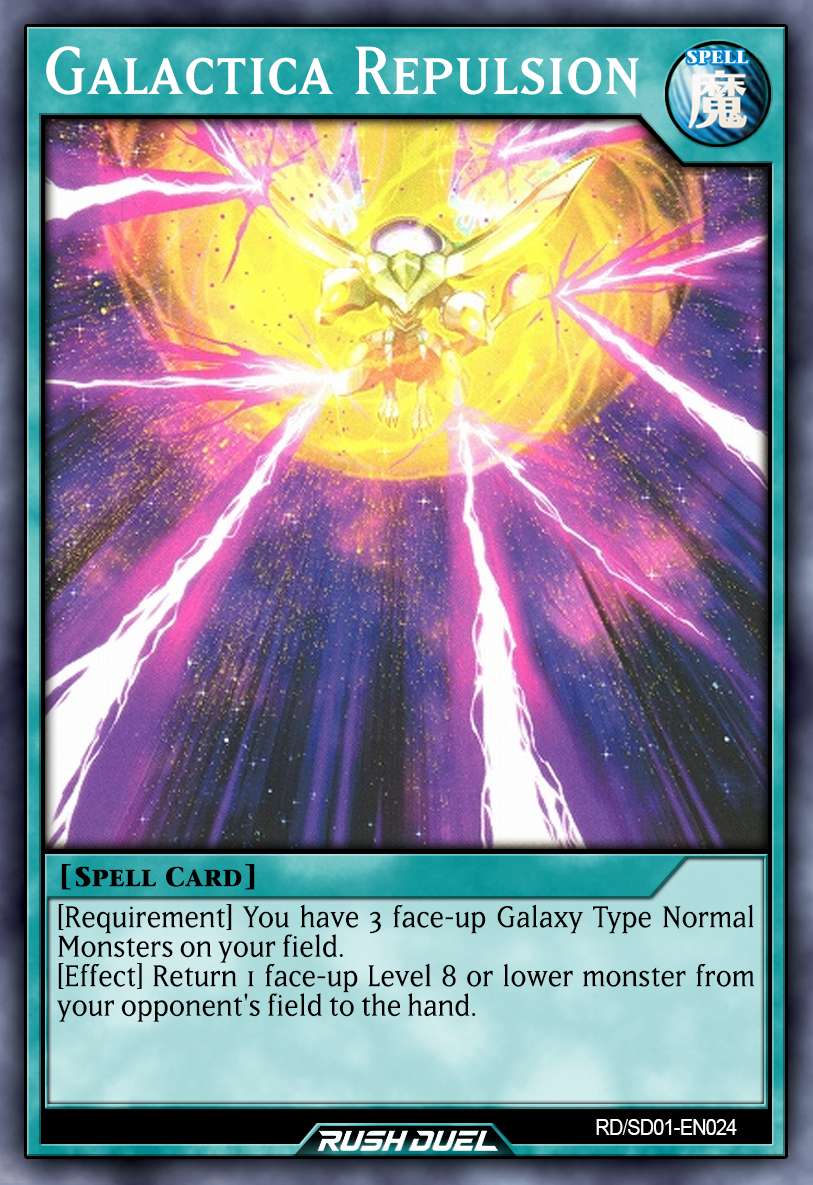 Galactica Repulsion
SPELL
魔
[Spell Card]
[Requirement] You have 3 face-up Galaxy Type Normal
Monsters on your field.
[Effect] Return 1 face-up Level 8 or lower monster from
your opponent's field to the hand.
RD/SD01-EN024
RUSH DUEL